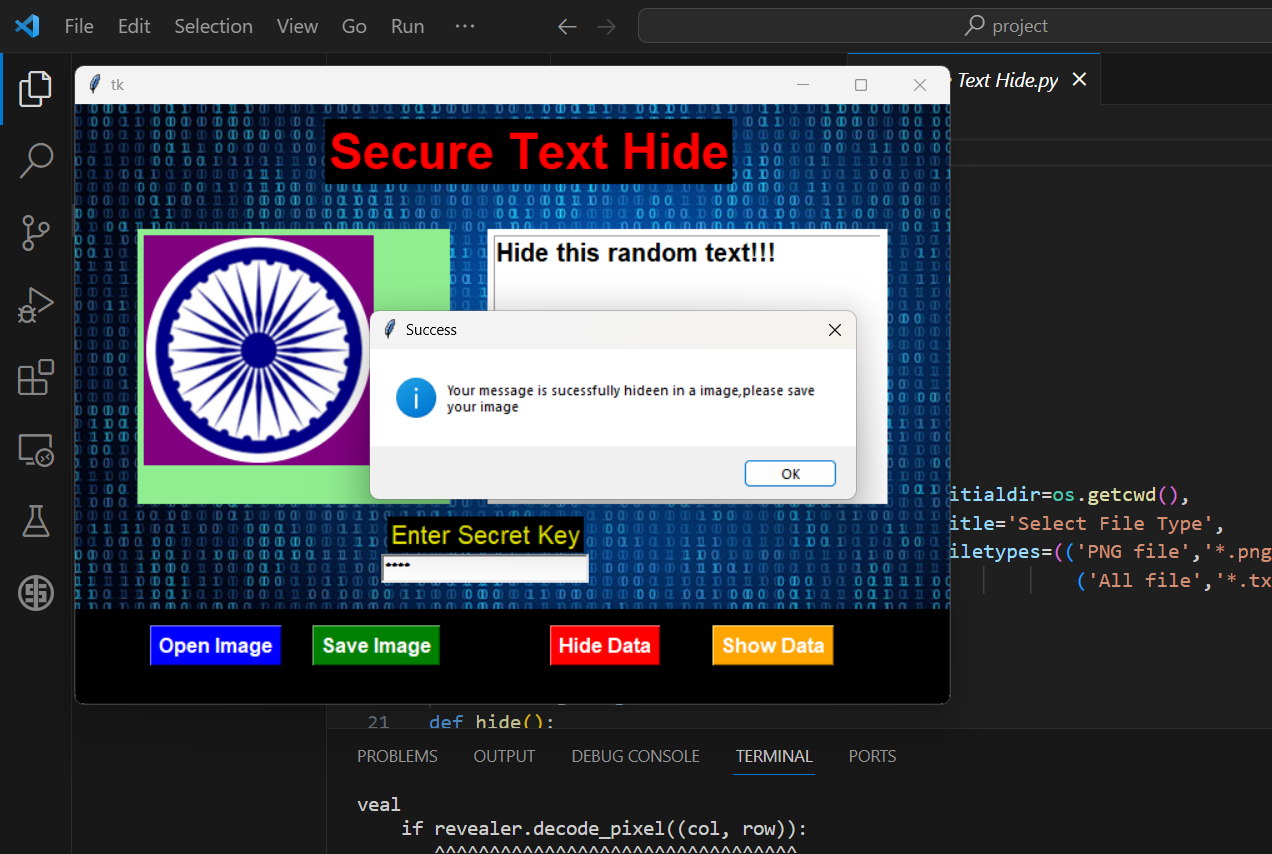 File Edit Selection View Go Run ···
project
Text Hide.py
tk
Secure Text Hide
Hide this random text!!!
Success
Your message is sucessfully hideen in a image,please save
your image
OK
Enter Secret Key
****
Open Image Save Image Hide Data Show Data
itialdir=os.getcwd(),
itle='Select File Type',
iletypes=(('PNG file','*.png
('All file','*.tx
21 def hide():
PROBLEMS OUTPUT DEBUG CONSOLE TERMINAL PORTS
veal
if revealer.decode_pixel((col, row)):
^^^^^^^^^^^^^^^^^^^^^^^^^^^^^^^^^